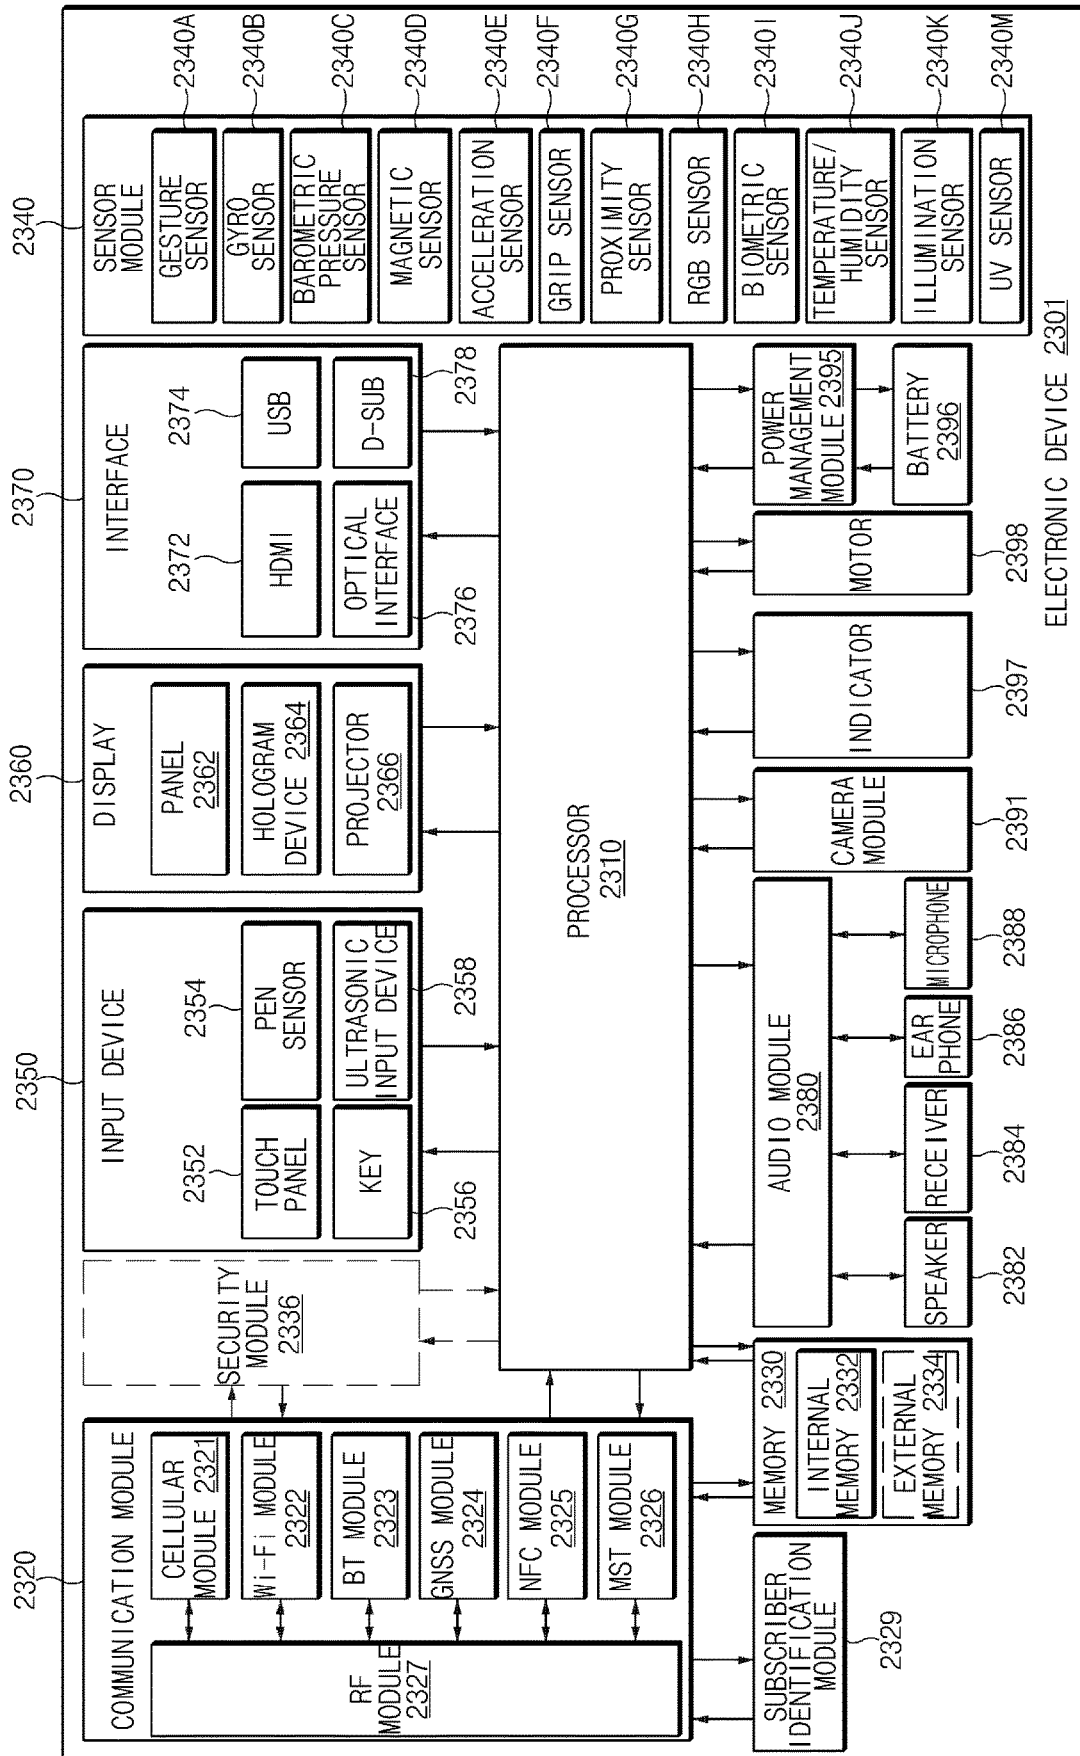 2320
COMMUNICATION MODULE
CELLULAR
MODULE 2321
Wi-Fi MODULE
2322
BT MODULE
2323
GNSS MODULE
2324
NFC MODULE
2325
MST MODULE
2326
RF
MODULE
2327
SECURITY
MODULE
2336
2350
INPUT DEVICE
2352
TOUCH
PANEL
2354
PEN
SENSOR
KEY
2356
ULTRASONIC
INPUT DEVICE
2358
2360
DISPLAY
PANEL
2362
HOLOGRAM
DEVICE 2364
PROJECTOR
2366
2370
INTERFACE
2372
HDMI
2374
USB
OPTICAL
INTERFACE
2376
D-SUB
2378
2340
SENSOR
MODULE
GESTURE
SENSOR
2340A
GYRO
SENSOR
2340B
BAROMETRIC
PRESSURE
SENSOR
2340C
MAGNETIC
SENSOR
2340D
ACCELERATION
SENSOR
2340E
GRIP SENSOR
2340F
PROXIMITY
SENSOR
2340G
RGB SENSOR
2340H
BIOMETRIC
SENSOR
2340I
TEMPERATURE/
HUMIDITY
SENSOR
2340J
ILLUMINATION
SENSOR
2340K
UV SENSOR
2340M
PROCESSOR
2310
SUBSCRIBER
IDENTIFICATION
MODULE
2329
MEMORY 2330
INTERNAL
MEMORY 2332
EXTERNAL
MEMORY 2334
AUDIO MODULE
2380
SPEAKER
2382
RECEIVER
2384
EAR
PHONE
2386
MICROPHONE
2388
CAMERA
MODULE
2391
INDICATOR
2397
MOTOR
2398
POWER
MANAGEMENT
MODULE 2395
BATTERY
2396
ELECTRONIC DEVICE 2301